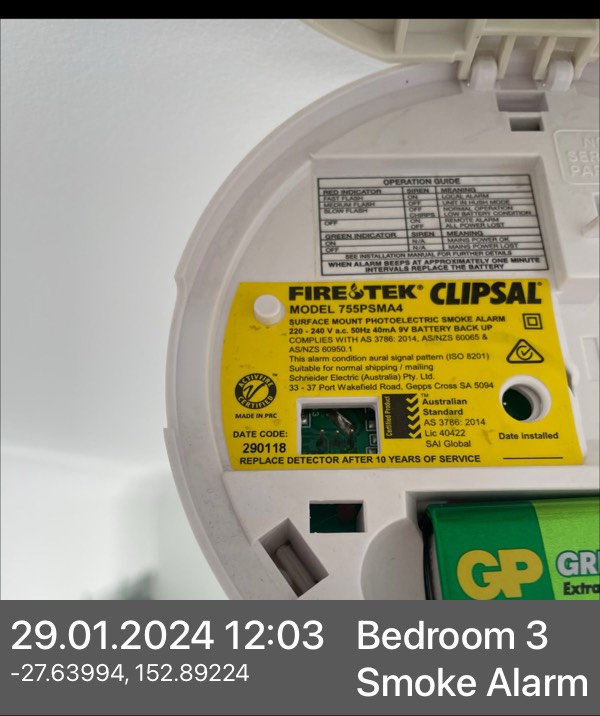 NO
SER
PAR
OPERATION GUIDE
RED INDICATOR SIREN MEANING
FAST FLASH ON LOCAL ALARM
MEDIUM FLASH OFF UNIT IN HUSH MODE
SLOW FLASH OFF NORMAL OPERATION
CHIRPS LOW BATTERY CONDITION
OFF ON REMOTE ALARM
OFF ALL POWER LOST
GREEN INDICATOR SIREN MEANING
ON N/A MAINS POWER OK
OFF N/A MAINS POWER LOST
SEE INSTALLATION MANUAL FOR FURTHER DETAILS
WHEN ALARM BEEPS AT APPROXIMATELY ONE MINUTE
INTERVALS REPLACE THE BATTERY
FIRETEK® CLIPSAL®
MODEL 755PSMA4
SURFACE MOUNT PHOTOELECTRIC SMOKE ALARM
220 - 240 V a.c. 50Hz 40mA 9V BATTERY BACK UP
COMPLIES WITH AS 3786: 2014, AS/NZS 60065 &
AS/NZS 60950.1
This alarm condition aural signal pattern (ISO 8201)
Suitable for normal shipping / mailing
Schneider Electric (Australia) Pty. Ltd.
33 - 37 Port Wakefield Road, Gepps Cross SA 5094
ACTIVFIRE
CERTIFIED
MADE IN PRC
DATE CODE:
290118
Certified Product
™
Australian
Standard
AS 3786: 2014
Lic 40422
SAI Global
Date installed
REPLACE DETECTOR AFTER 10 YEARS OF SERVICE
GP GRE
Extra
29.01.2024 12:03
-27.63994, 152.89224
Bedroom 3
Smoke Alarm